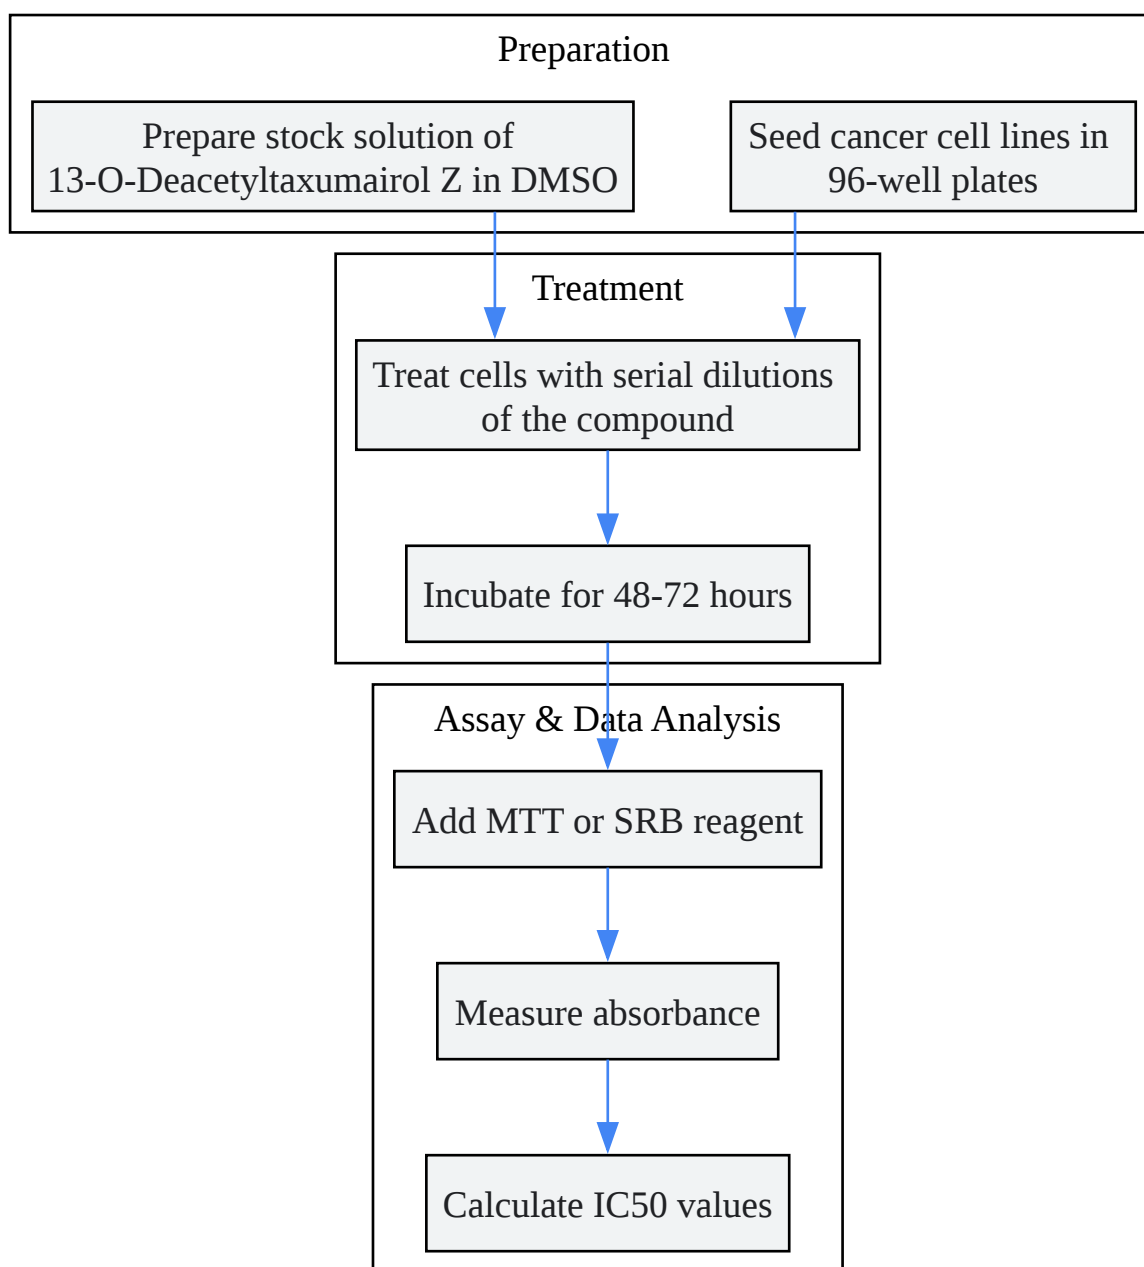 Preparation
Prepare stock solution of
13-O-Deacetyltaxumairol Z in DMSO
Seed cancer cell lines in
96-well plates
Treatment
Treat cells with serial dilutions
of the compound
Incubate for 48-72 hours
Assay & Data Analysis
Add MTT or SRB reagent
Measure absorbance
Calculate IC50 values